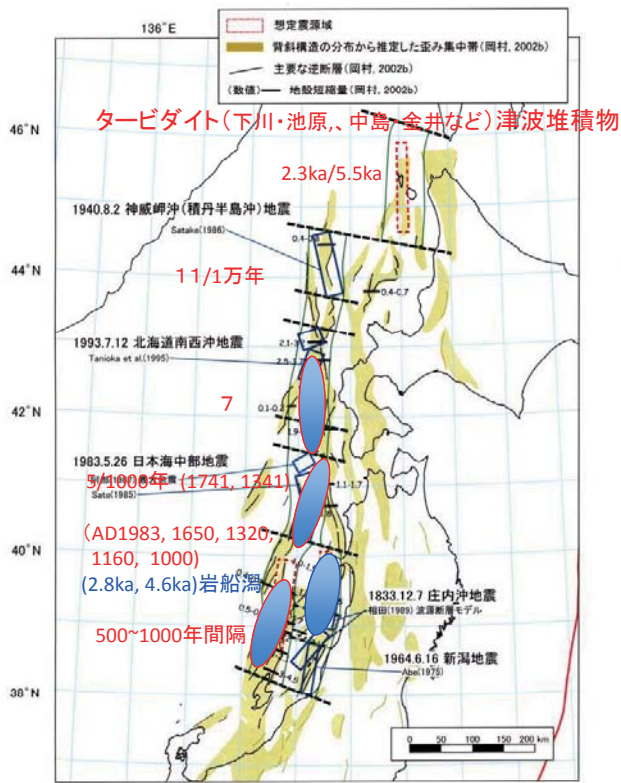 136°E
想定震源域
背斜構造の分布から推定した歪み集中帯(岡村, 2002b)
主要な逆断層(岡村, 2002b)
(数値) 地殻短縮量(岡村, 2002b)
タービダイト(下川・池原,、中島・金井など)津波堆積物
46°N
2.3ka/5.5ka
1940.8.2 神威岬沖(積丹半島沖)地震
Satake(1986)
44°N
11/1万年
0.4-0.7
1993.7.12 北海道南西沖地震
Tanioka et al.(1995)
42°N
7
1983.5.26 日本海中部地震
5/1000年 (1741, 1341)
Sato(1985)
1.1-1.7
40°N
(AD1983, 1650, 1320,
1160, 1000)
(2.8ka, 4.6ka)岩船潟
1833.12.7 庄内沖地震
相田(1989) 波源断層モデル
500~1000年間隔
1964.6.16 新潟地震
Abe(1975)
38°N
0 50 100 150 200 km